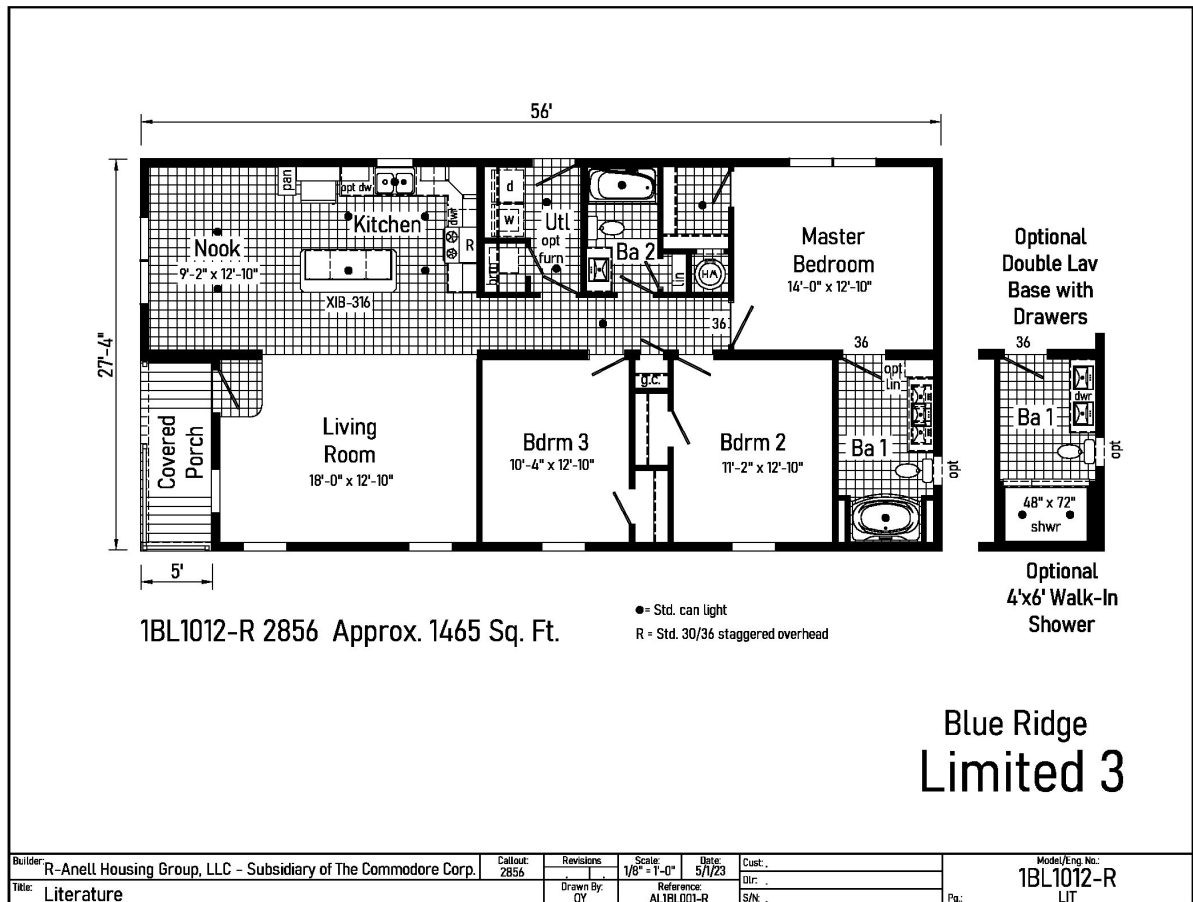 56'
27'-4"
pan
opt dw
Kitchen
dwr
R
Nook
9'-2" x 12'-10"
XIB-316
d
w
Utl
opt
furn
brm
Ba 2
lin
HW
Master
Bedroom
14'-0" x 12'-10"
36
36
Covered
Porch
Living
Room
18'-0" x 12'-10"
Bdrm 3
10'-4" x 12'-10"
g.c.
Bdrm 2
11'-2" x 12'-10"
opt
lin
Ba 1
opt
5'
Optional
Double Lav
Base with
Drawers
36
dwr
Ba 1
opt
48" x 72"
shwr
Optional
4'x6' Walk-In
Shower
1BL1012-R 2856 Approx. 1465 Sq. Ft.
●= Std. can light
R = Std. 30/36 staggered overhead
Blue Ridge
Limited 3
Builder: R-Anell Housing Group, LLC - Subsidiary of The Commodore Corp.
Title: Literature
Callout:
2856
Revisions
Drawn By:
QY
Scale:
1/8" = 1'-0"
Date:
5/1/23
Reference:
AL1BL001-R
Cust: .
Dlr: .
S/N: .
Model/Eng. No.:
1BL1012-R
Pg.: LIT